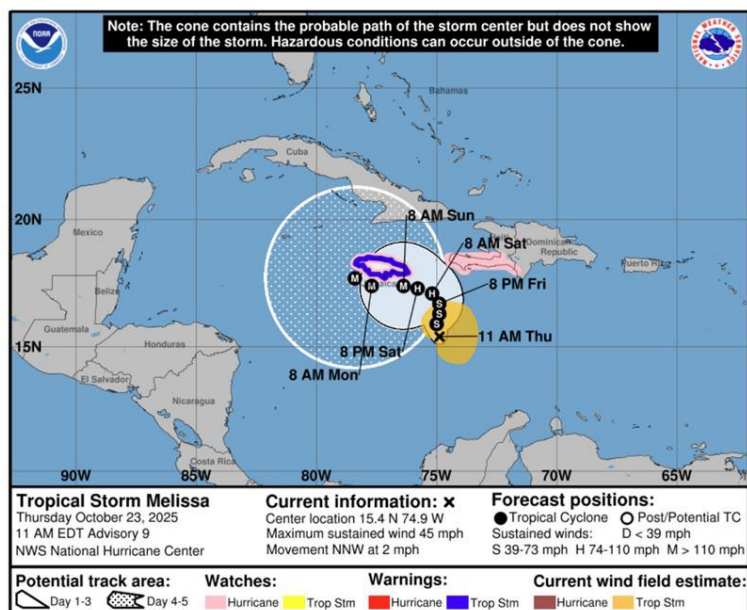 Note: The cone contains the probable path of the storm center but does not show
the size of the storm. Hazardous conditions can occur outside of the cone.
NOAA
NATIONAL WEATHER SERVICE
25N
Bahamas
Cuba
20N
8 AM Sun
Mexico
8 AM Sat
Dominican
Republic
Puerto
Belize
M
M
M
H
H
8 PM Fri
S
S
S
Guatemala
Honduras
8 PM Sat
11 AM Thu
15N
El Salvador
8 AM Mon
Nicaragua
Costa Rica
90W
85W
80W
75W
70W
65W
Tropical Storm Melissa
Thursday October 23, 2025
11 AM EDT Advisory 9
NWS National Hurricane Center
Current information: ×
Center location 15.4 N 74.9 W
Maximum sustained wind 45 mph
Movement NNW at 2 mph
Forecast positions:
● Tropical Cyclone ○ Post/Potential TC
Sustained winds: D < 39 mph
S 39-73 mph H 74-110 mph M > 110 mph
Potential track area:
Day 1-3 Day 4-5
Watches:
Hurricane Trop Stm
Warnings:
Hurricane Trop Stm
Current wind field estimate:
Hurricane Trop Stm